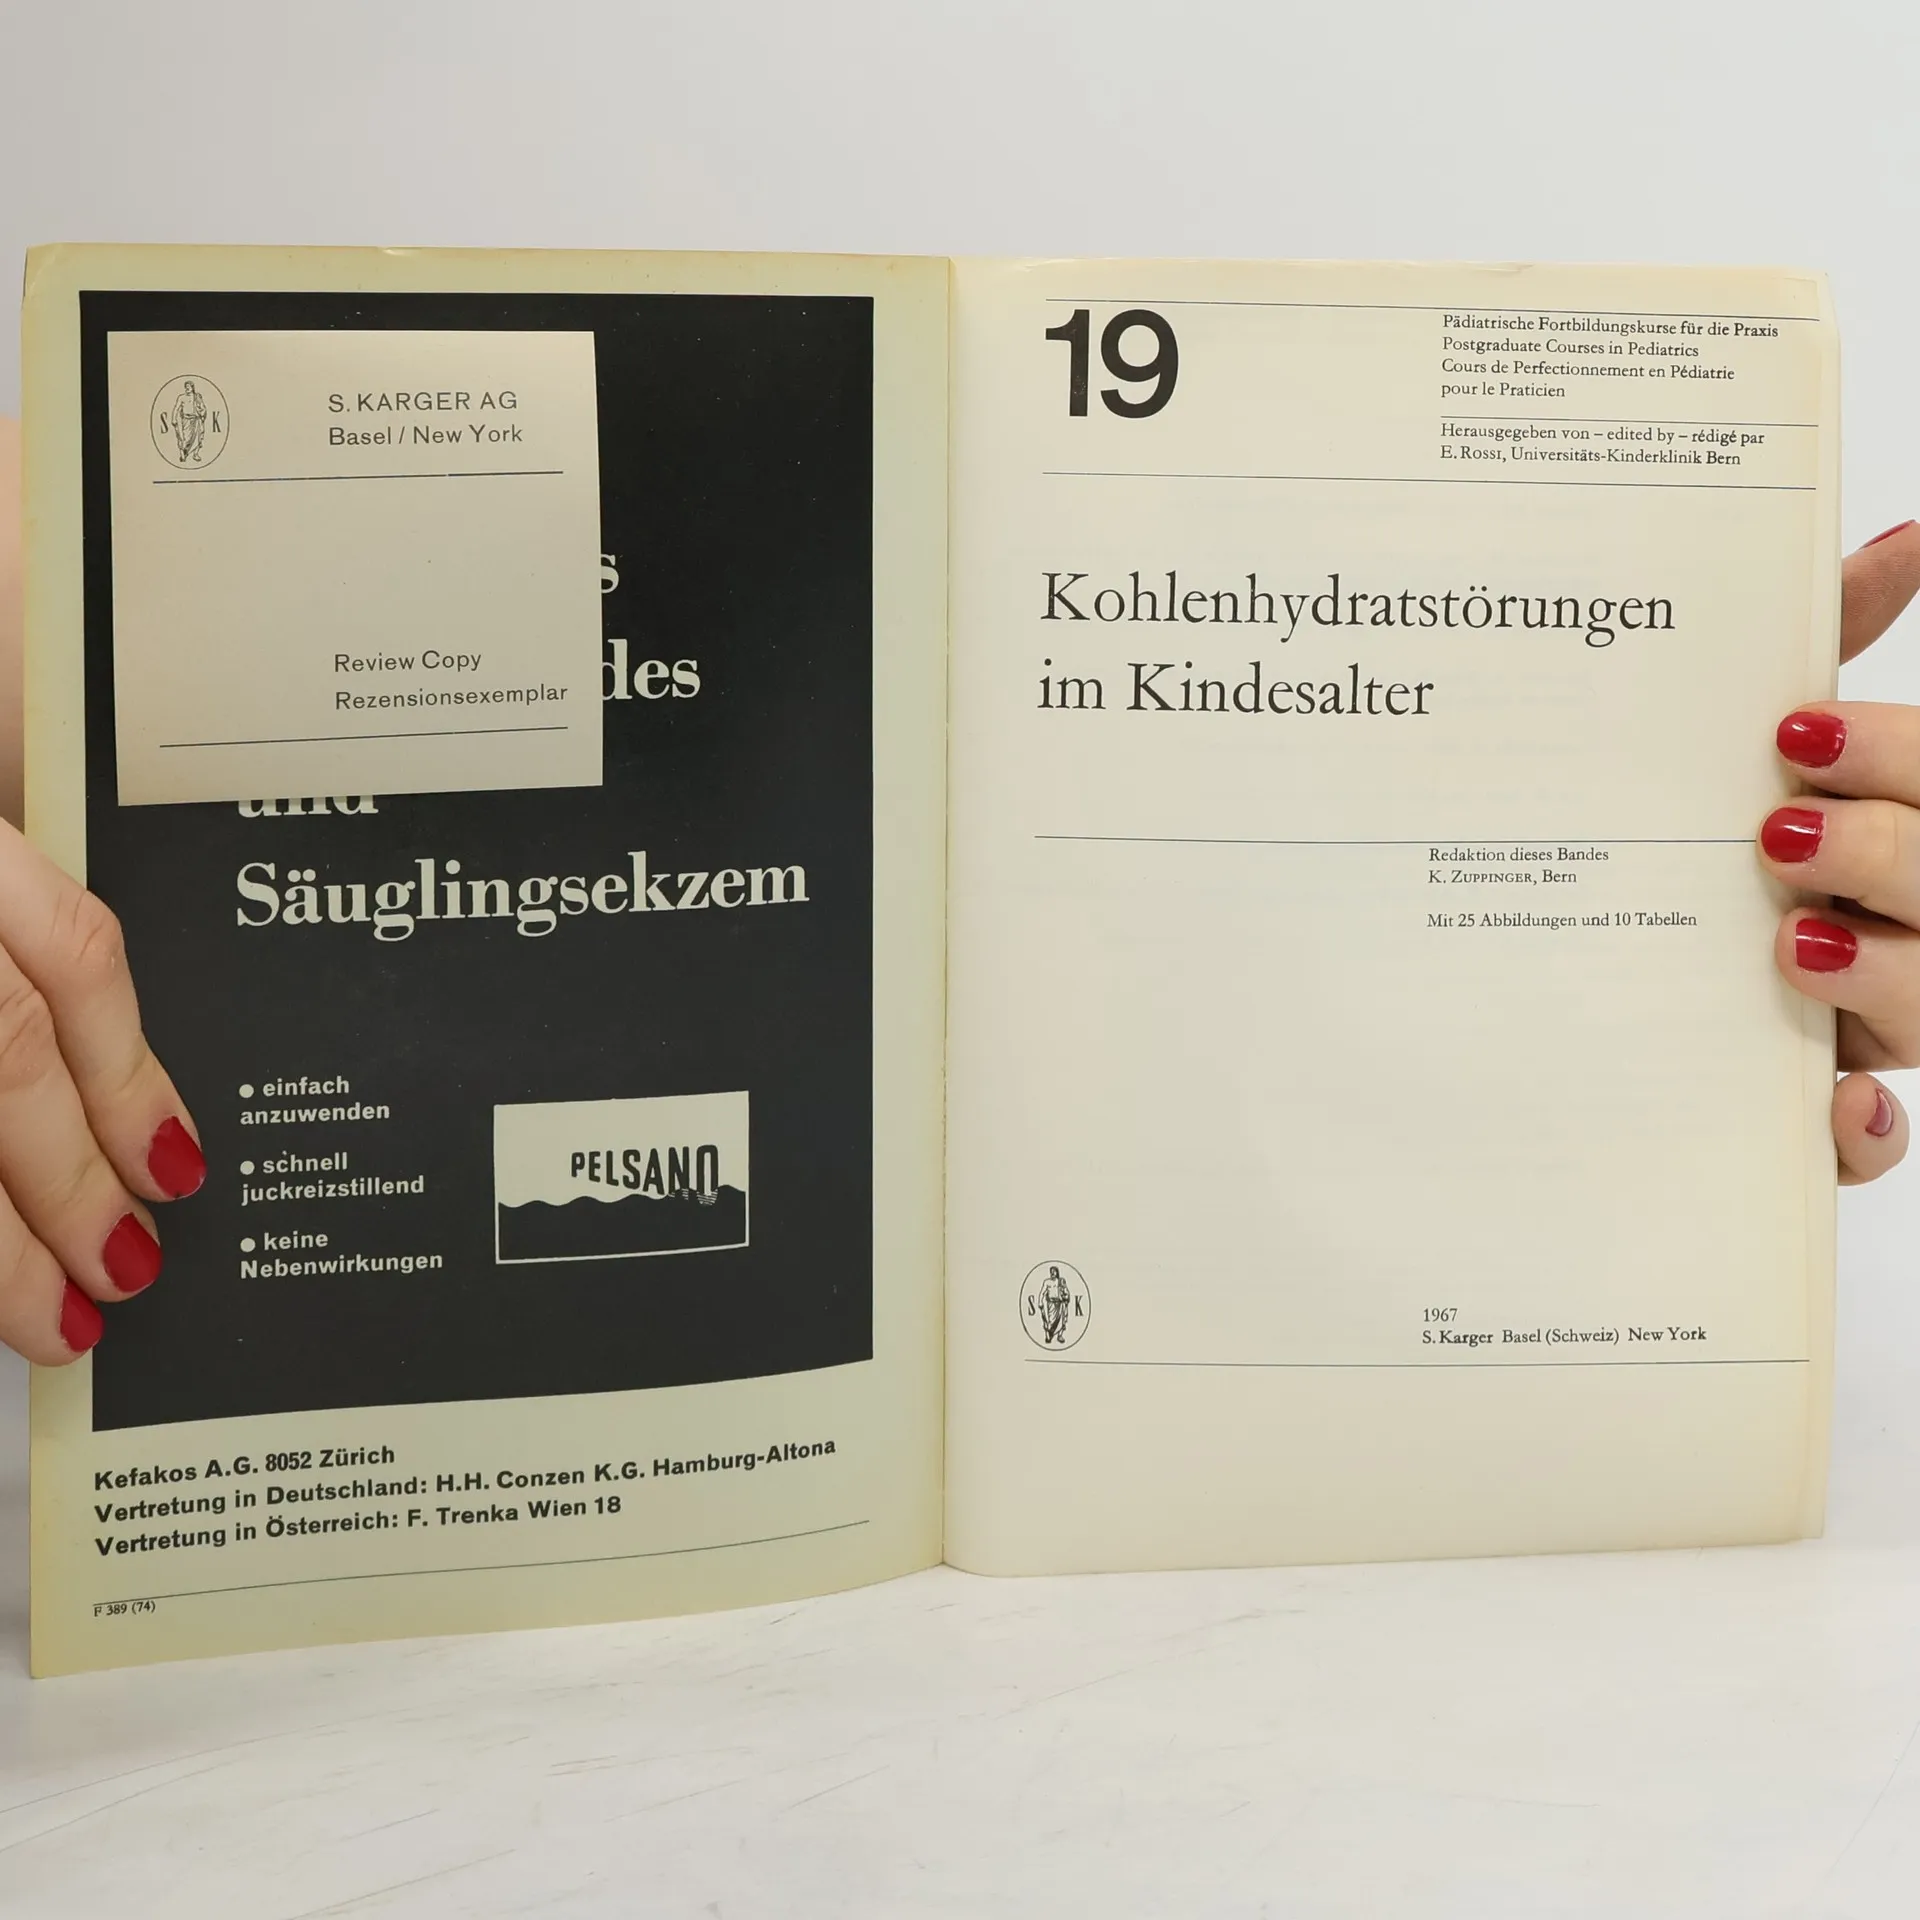 S K
S. KARGER AG
Basel / New York
Review Copy
Rezensionsexemplar
s
des
und
Säuglingsekzem
● einfach
anzuwenden
● schnell
juckreizstillend
● keine
Nebenwirkungen
PELSANO
Kefakos A.G. 8052 Zürich
Vertretung in Deutschland: H.H. Conzen K.G. Hamburg-Altona
Vertretung in Österreich: F. Trenka Wien 18
F 389 (74)
19
Pädiatrische Fortbildungskurse für die Praxis
Postgraduate Courses in Pediatrics
Cours de Perfectionnement en Pédiatrie
pour le Praticien
Herausgegeben von – edited by – rédigé par
E. ROSSI, Universitäts-Kinderklinik Bern
Kohlenhydratstörungen
im Kindesalter
Redaktion dieses Bandes
K. ZUPPINGER, Bern
Mit 25 Abbildungen und 10 Tabellen
S K
1967
S. Karger Basel (Schweiz) New York